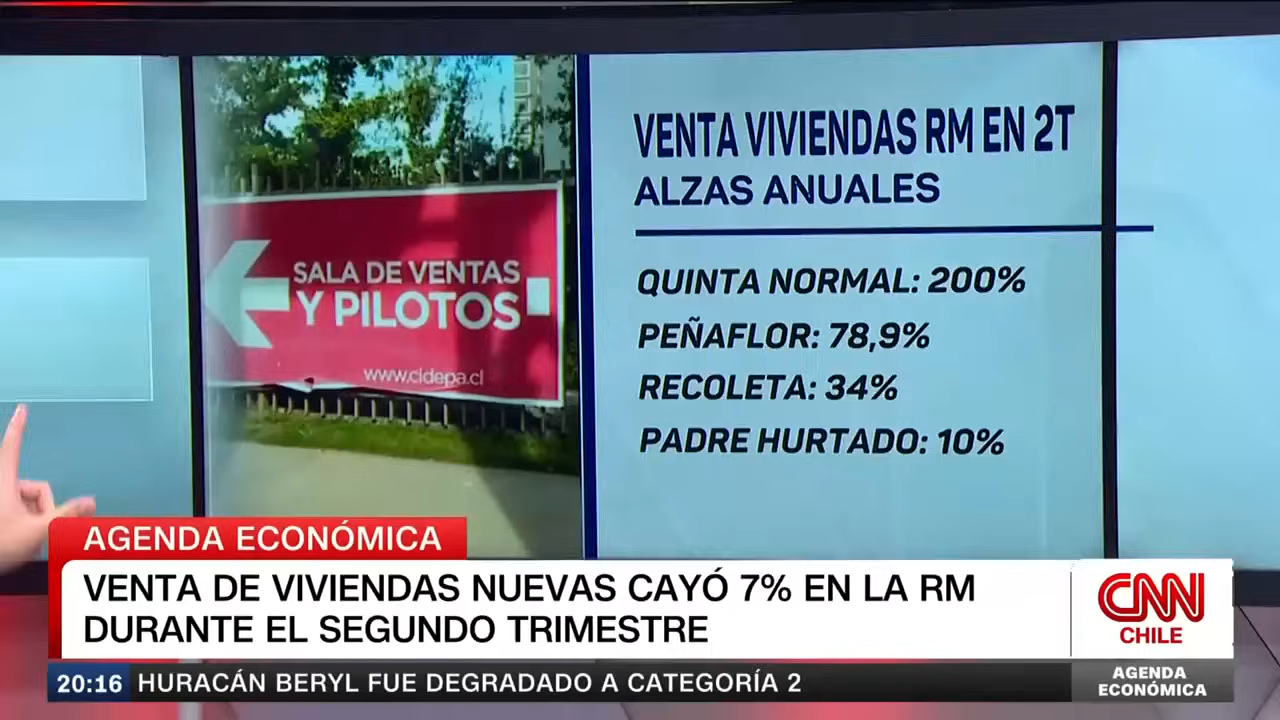 VENTA VIVIENDAS RM EN 2T
ALZAS ANUALES
QUINTA NORMAL: 200%
PEÑAFLOR: 78,9%
RECOLETA: 34%
PADRE HURTADO: 10%
SALA DE VENTAS
Y PILOTOS
www.cidepa.cl
AGENDA ECONÓMICA
VENTA DE VIVIENDAS NUEVAS CAYÓ 7% EN LA RM
DURANTE EL SEGUNDO TRIMESTRE
CNN
CHILE
20:16 HURACÁN BERYL FUE DEGRADADO A CATEGORÍA 2
AGENDA
ECONÓMICA